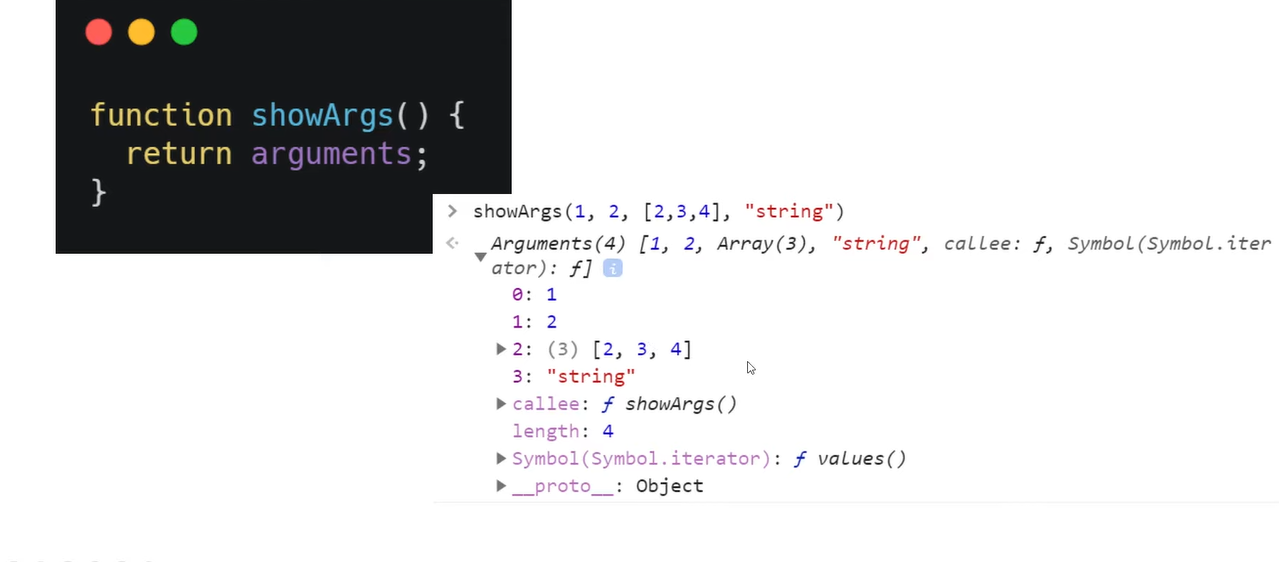 function showArgs() {
return arguments;
}
> showArgs(1, 2, [2,3,4], "string")
Arguments(4) [1, 2, Array(3), "string", callee: ƒ, Symbol(Symbol.iter
ator): ƒ] i
0: 1
1: 2
2: (3) [2, 3, 4]
3: "string"
callee: ƒ showArgs()
length: 4
Symbol(Symbol.iterator): ƒ values()
__proto__: Object